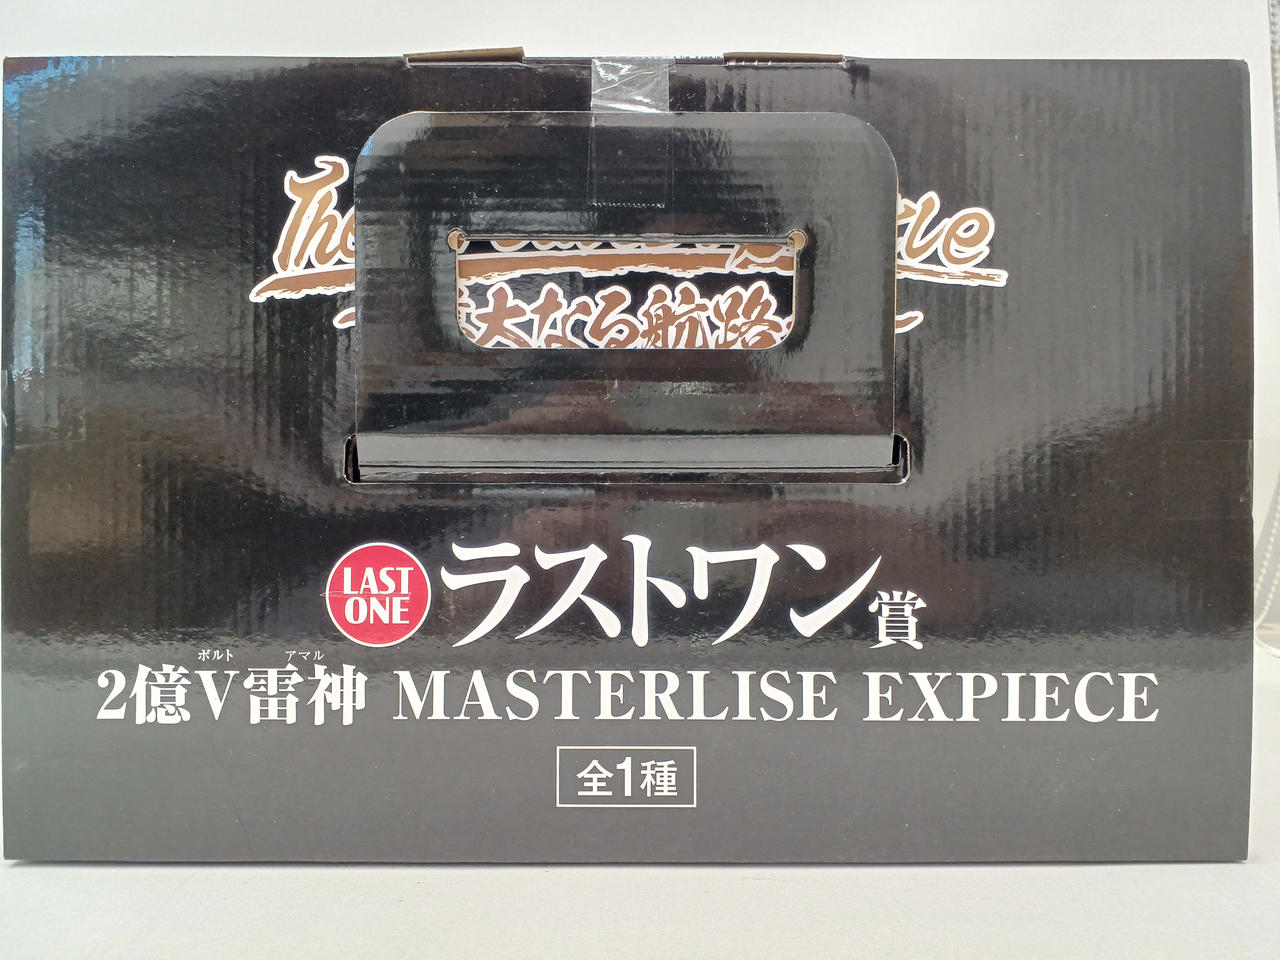 The
大なる航路
LAST ONE
ラストワン賞
ボルト アマル
2億V雷神 MASTERLISE EXPIECE
全1種